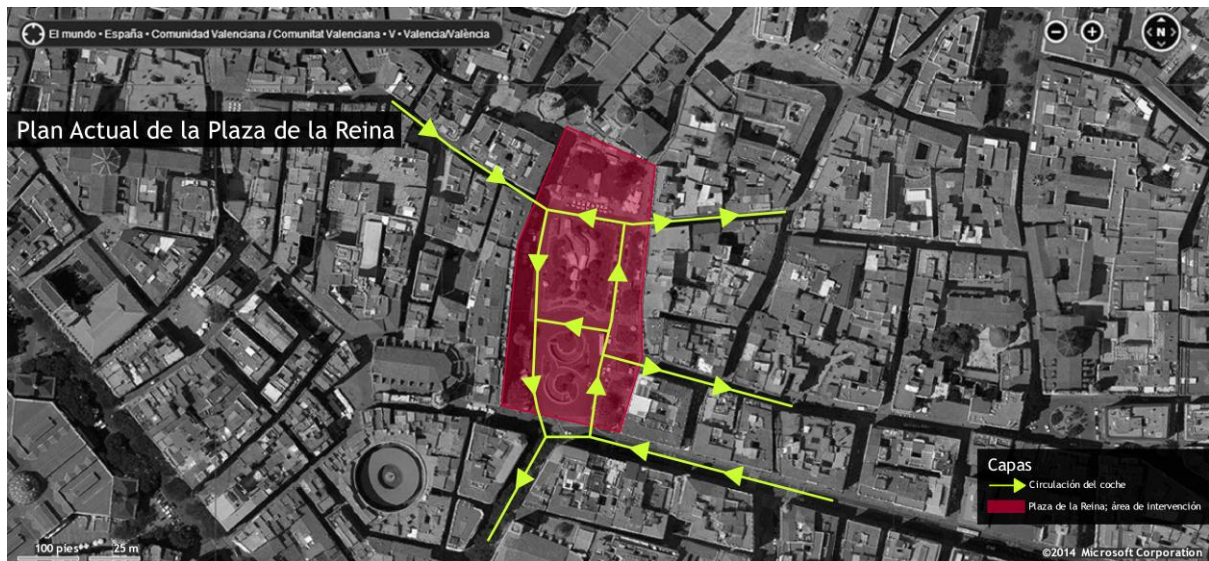 El mundo • España • Comunidad Valenciana / Comunitat Valenciana • V • Valencia/València
N
Plan Actual de la Plaza de la Reina
Capas
Circulación del coche
Plaza de la Reina; área de intervención
100 pies
25 m
©2014 Microsoft Corporation